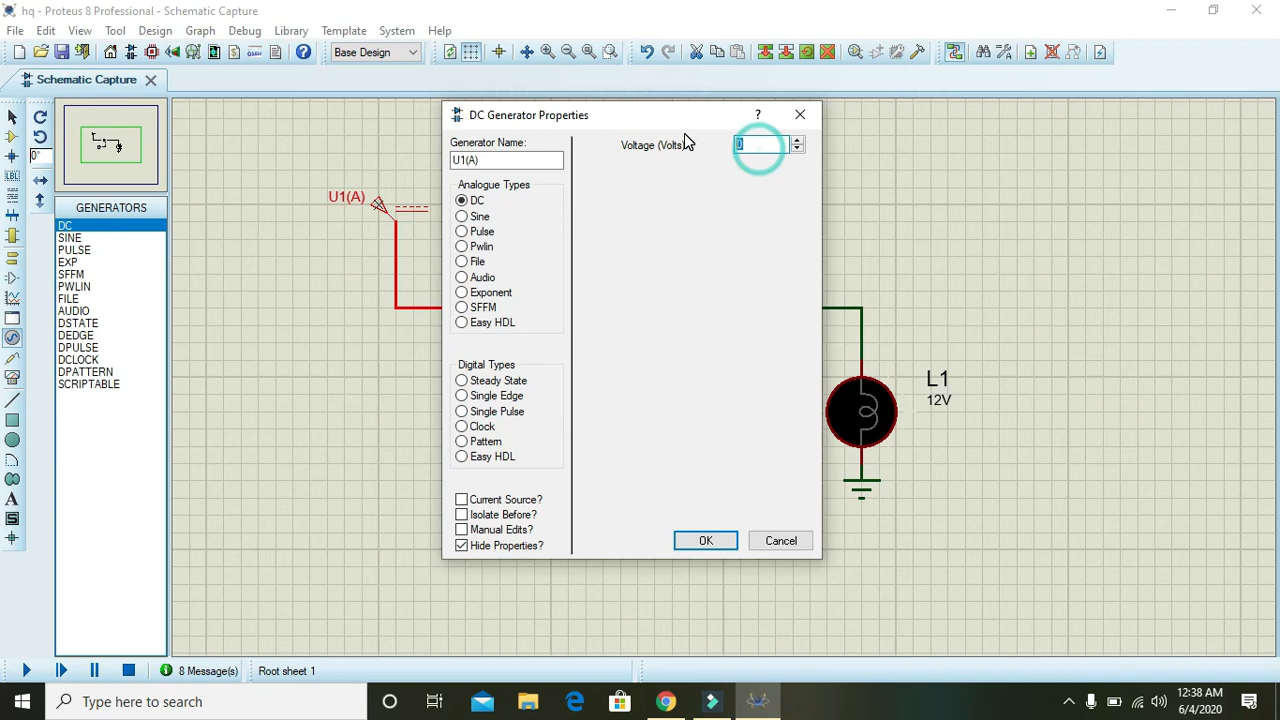 hq - Proteus 8 Professional - Schematic Capture
File Edit View Tool Design Graph Debug Library Template System Help
Base Design
Schematic Capture
DC Generator Properties
?
Generator Name:
U1(A)
Voltage (Volts)
0
Analogue Types
DC
Sine
Pulse
Pwlin
File
Audio
Exponent
SFFM
Easy HDL
Digital Types
Steady State
Single Edge
Single Pulse
Clock
Pattern
Easy HDL
Current Source?
Isolate Before?
Manual Edits?
Hide Properties?
OK Cancel
0°
LBL
GENERATORS
DC
SINE
PULSE
EXP
SFFM
PWLIN
FILE
AUDIO
DSTATE
DEDGE
DPULSE
DCLOCK
DPATTERN
SCRIPTABLE
A
U1(A)
L1
12V
8 Message(s) Root sheet 1
Type here to search
12:38 AM
6/4/2020